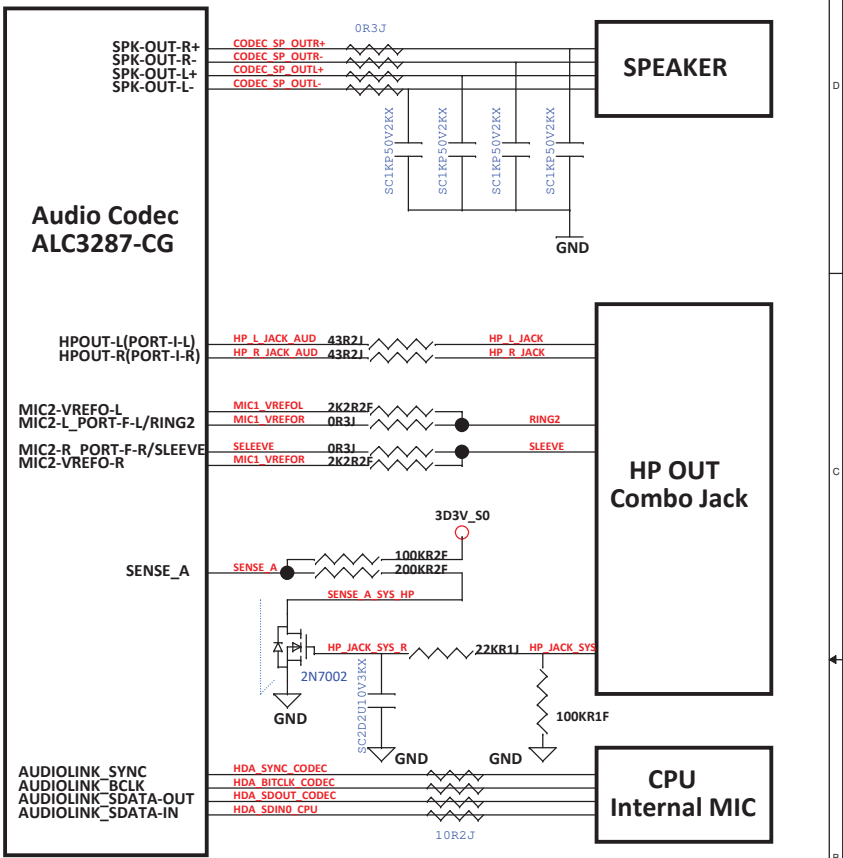 0R3J
SPK-OUT-R+ CODEC_SP_OUTR+
SPK-OUT-R- CODEC_SP_OUTR-
SPK-OUT-L+ CODEC_SP_OUTL+
SPK-OUT-L- CODEC_SP_OUTL-
SPEAKER
D
SC1KP50V2KX
SC1KP50V2KX
SC1KP50V2KX
SC1KP50V2KX
Audio Codec
ALC3287-CG
GND
HPOUT-L(PORT-I-L) HP_L_JACK_AUD 43R2J HP_L_JACK
HPOUT-R(PORT-I-R) HP_R_JACK_AUD 43R2J HP_R_JACK
MIC2-VREFO-L MIC1_VREFOL 2K2R2F
MIC2-L_PORT-F-L/RING2 MIC1_VREFOR 0R3J RING2
MIC2-R_PORT-F-R/SLEEVE SELEEVE 0R3J SLEEVE
MIC2-VREFO-R MIC1_VREFOR 2K2R2F
HP OUT
Combo Jack
C
3D3V_S0
100KR2F
SENSE_A SENSE_A 200KR2F
SENSE_A_SYS_HP
HP_JACK_SYS_R 22KR1J HP_JACK_SYS
2N7002
SC2D2U10V3KX
GND
100KR1F
GND GND
AUDIOLINK_SYNC HDA_SYNC_CODEC
AUDIOLINK_BCLK HDA_BITCLK_CODEC
AUDIOLINK_SDATA-OUT HDA_SDOUT_CODEC
AUDIOLINK_SDATA-IN HDA_SDIN0_CPU
CPU
Internal MIC
10R2J
B